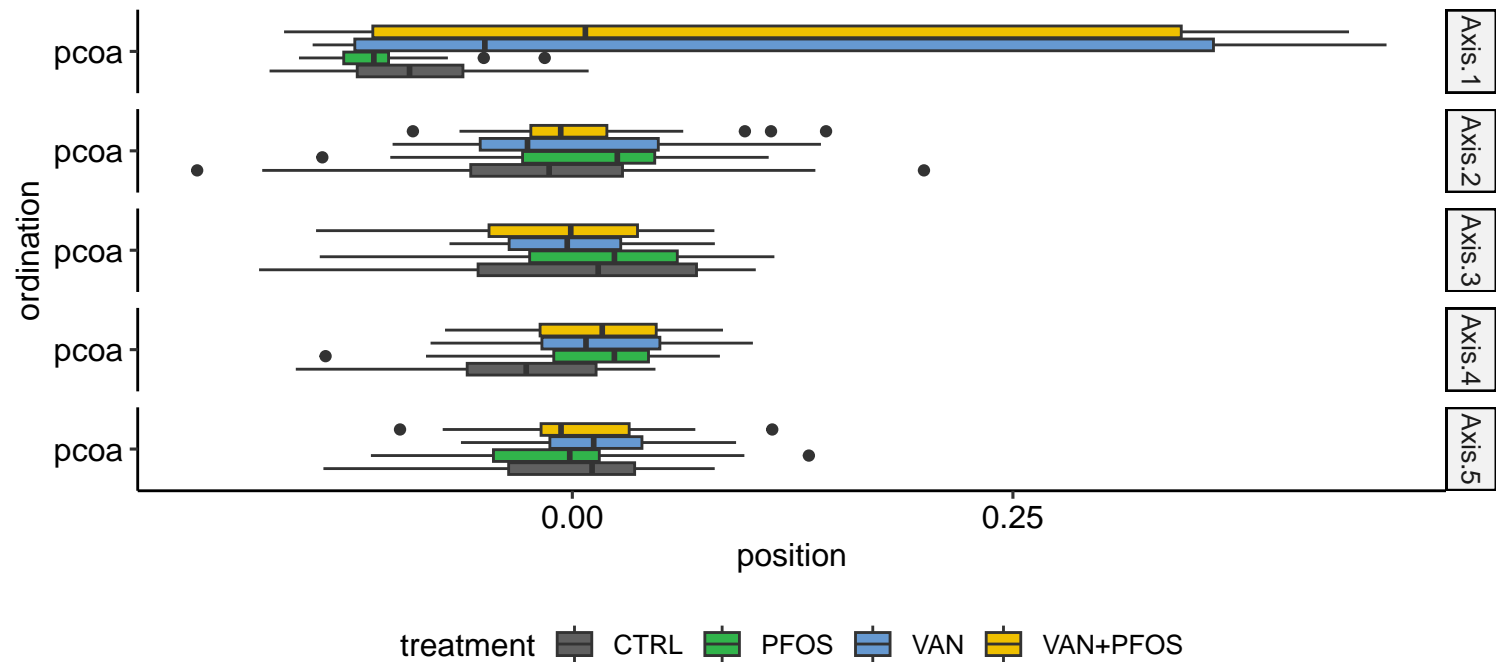 pcoa
Axis.1
pcoa
Axis.2
pcoa
Axis.3
pcoa
Axis.4
pcoa
Axis.5
ordination
0.00 0.25
position
treatment CTRL PFOS VAN VAN+PFOS